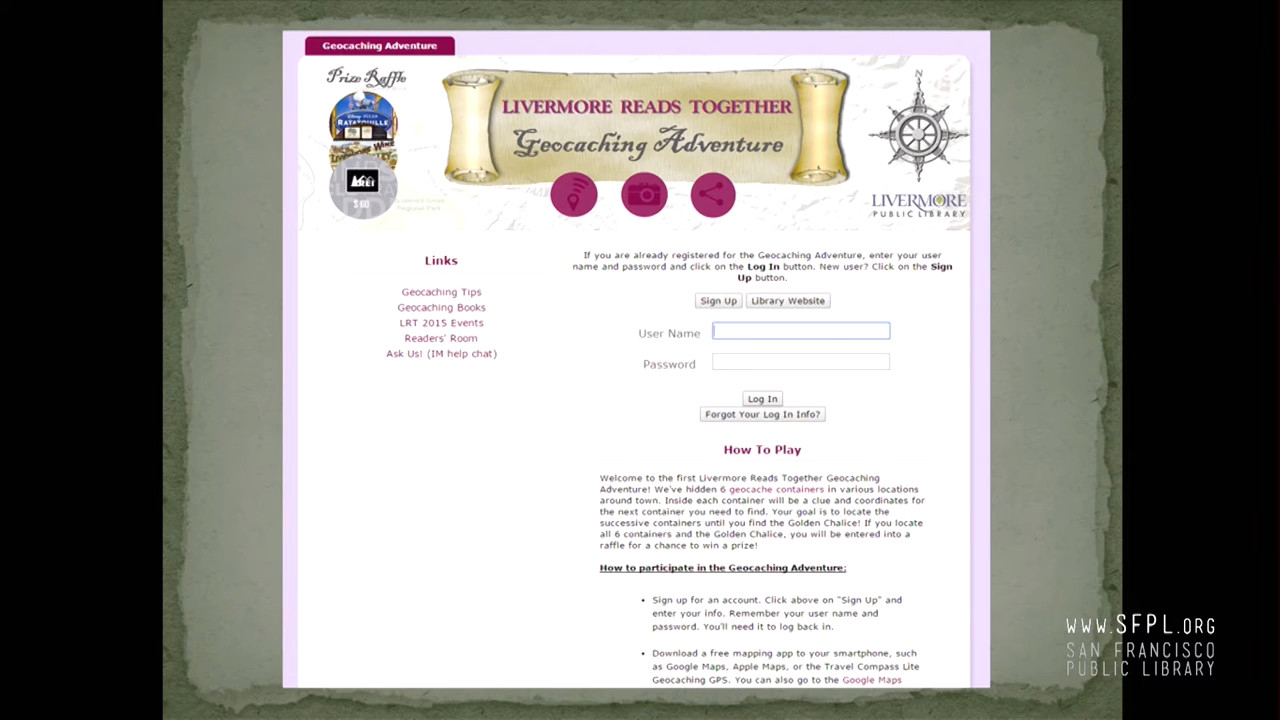 Geocaching Adventure
Prize Raffle
RATATOUILLE
REI
LIVERMORE READS TOGETHER
Geocaching Adventure
N
LIVERMORE
PUBLIC LIBRARY
Links
Geocaching Tips
Geocaching Books
LRT 2015 Events
Readers' Room
Ask Us! (IM help chat)
If you are already registered for the Geocaching Adventure, enter your user
name and password and click on the Log In button. New user? Click on the Sign
Up button.
Sign Up
Library Website
User Name
Password
Log In
Forgot Your Log In Info?
How To Play
Welcome to the first Livermore Reads Together Geocaching
Adventure! We've hidden 6 geocache containers in various locations
around town. Inside each container will be a clue and coordinates for
the next container you need to find. Your goal is to locate the
successive containers until you find the Golden Chalice! If you locate
all 6 containers and the Golden Chalice, you will be entered into a
raffle for a chance to win a prize!
How to participate in the Geocaching Adventure:
• Sign up for an account. Click above on "Sign Up" and
enter your info. Remember your user name and
password. You'll need it to log back in.
• Download a free mapping app to your smartphone, such
as Google Maps, Apple Maps, or the Travel Compass Lite
Geocaching GPS. You can also go to the Google Maps
www.SFPL.ORG
SAN FRANCISCO
PUBLIC LIBRARY